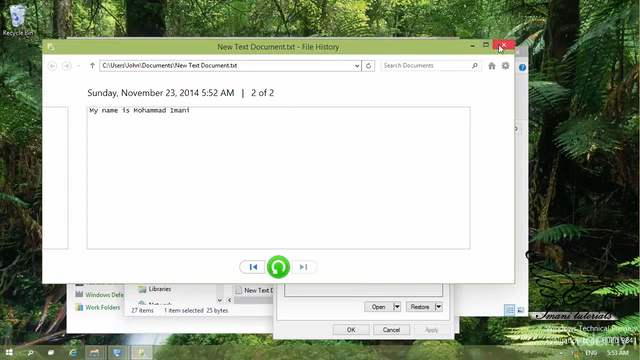 Recycle Bin
New Text Document.txt - File History
C:\Users\John\Documents\New Text Document.txt
Search Documents
Sunday, November 23, 2014 5:52 AM | 2 of 2
My name is Mohammad Imani
Windows Defe
Work Folders
Libraries
New Text D
27 items 1 item selected 25 bytes
Open
Restore
OK
Cancel
Apply
Imani tutorials
Windows Technical Preview
ENG
5:53 AM